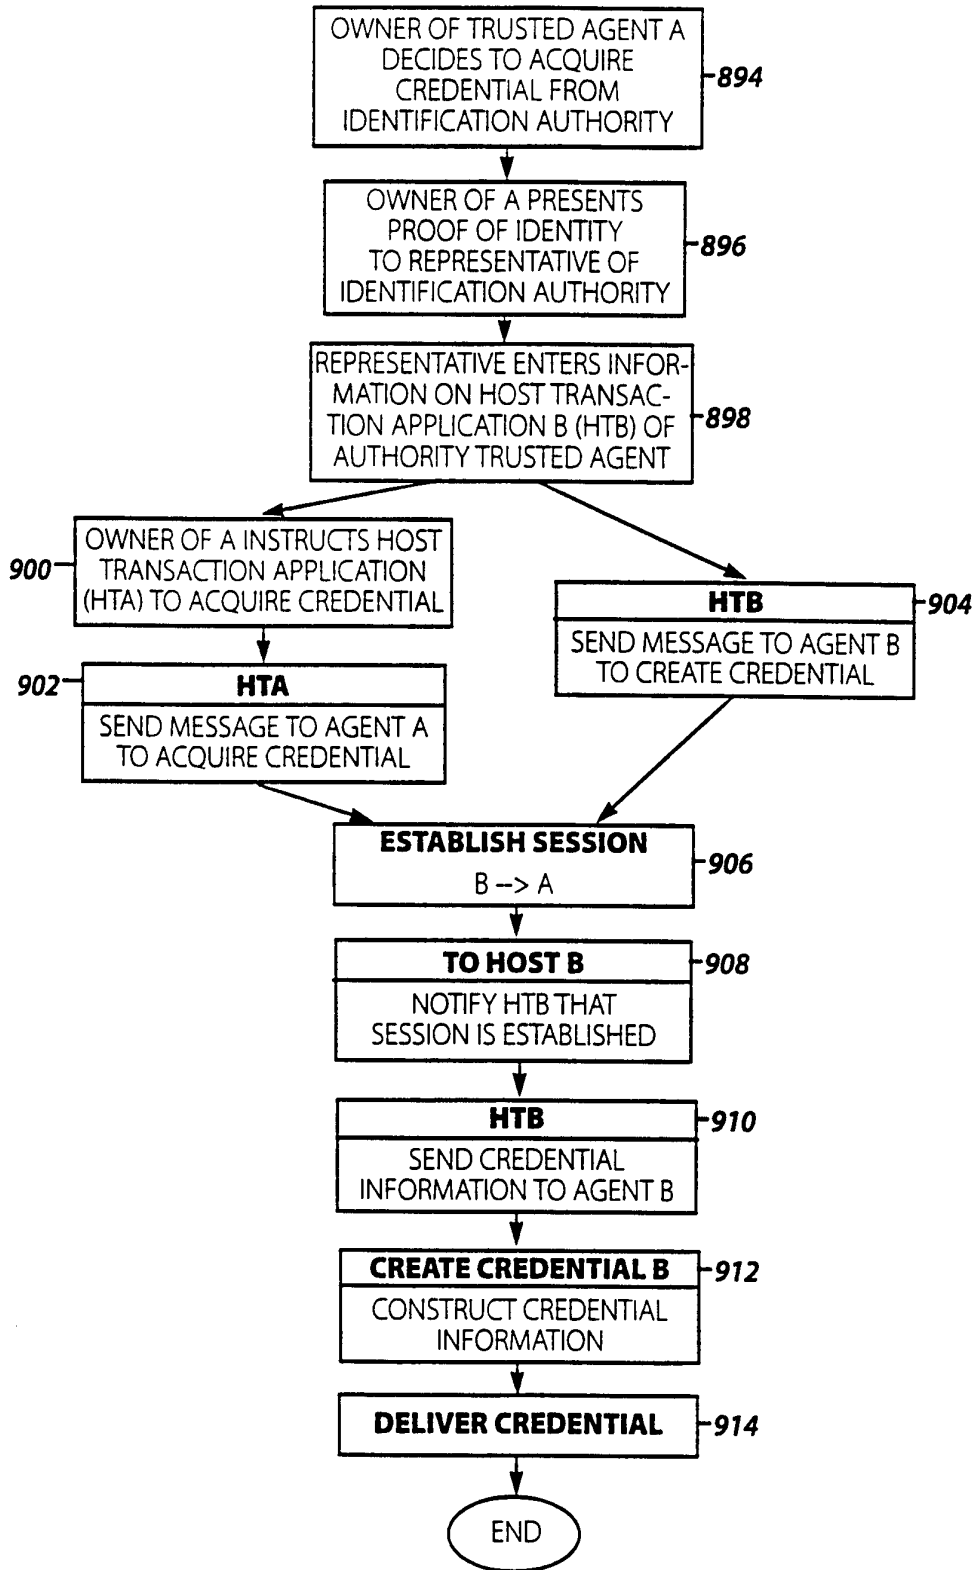 OWNER OF TRUSTED AGENT A
DECIDES TO ACQUIRE
CREDENTIAL FROM
IDENTIFICATION AUTHORITY
894
OWNER OF A PRESENTS
PROOF OF IDENTITY
TO REPRESENTATIVE OF
IDENTIFICATION AUTHORITY
896
REPRESENTATIVE ENTERS INFOR-
MATION ON HOST TRANSAC-
TION APPLICATION B (HTB) OF
AUTHORITY TRUSTED AGENT
898
900
OWNER OF A INSTRUCTS HOST
TRANSACTION APPLICATION
(HTA) TO ACQUIRE CREDENTIAL
902
HTA
SEND MESSAGE TO AGENT A
TO ACQUIRE CREDENTIAL
HTB
904
SEND MESSAGE TO AGENT B
TO CREATE CREDENTIAL
ESTABLISH SESSION
B --> A
906
TO HOST B
908
NOTIFY HTB THAT
SESSION IS ESTABLISHED
HTB
910
SEND CREDENTIAL
INFORMATION TO AGENT B
CREATE CREDENTIAL B
912
CONSTRUCT CREDENTIAL
INFORMATION
DELIVER CREDENTIAL
914
END